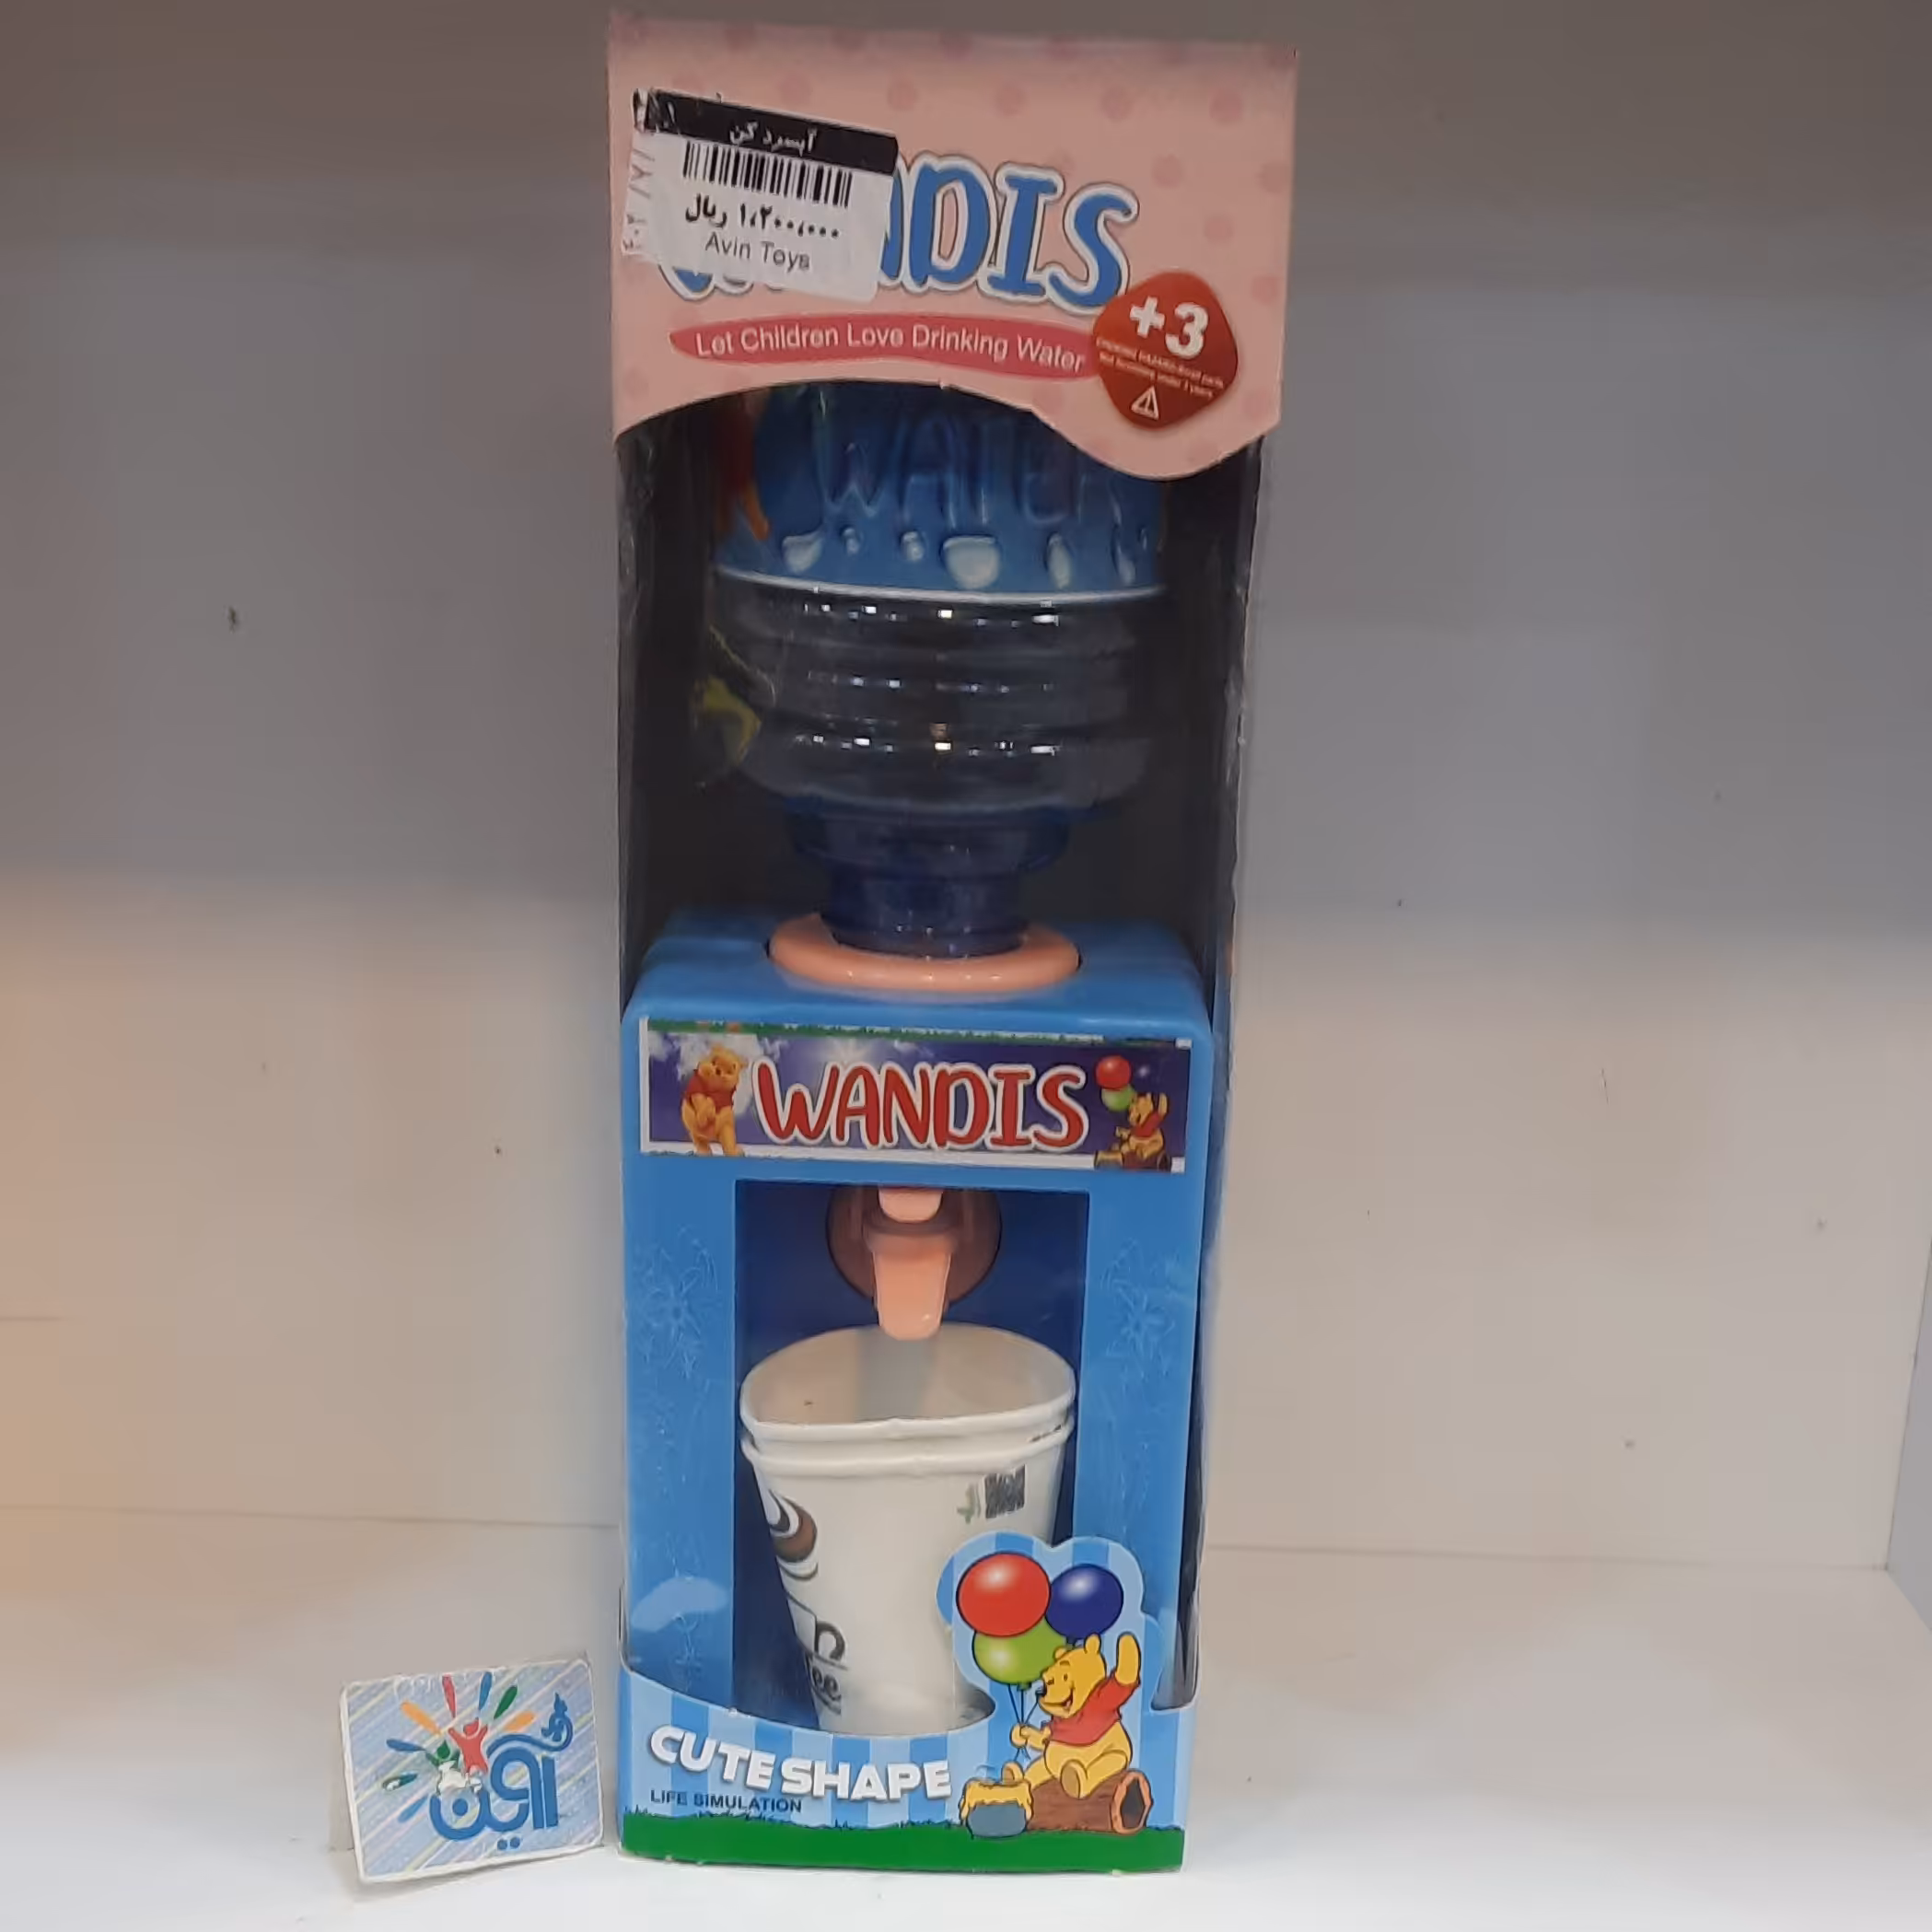 آبسرد کن
۱،۲۰۰،۰۰۰ ریال
Avin Toys
NDIS
Let Children Love Drinking Water
+3
WATER
WANDIS
CUTE SHAPE
LIFE SIMULATION
آوین